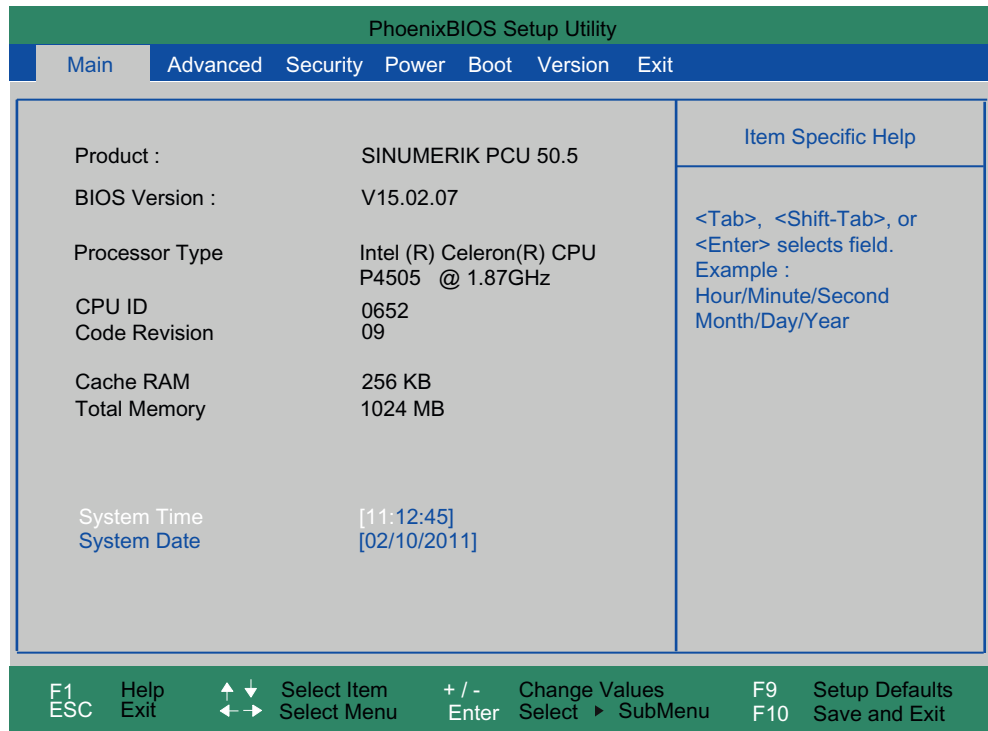 PhoenixBIOS Setup Utility
Main Advanced Security Power Boot Version Exit
Product : SINUMERIK PCU 50.5
BIOS Version : V15.02.07
Processor Type Intel (R) Celeron(R) CPU
P4505 @ 1.87GHz
CPU ID 0652
Code Revision 09
Cache RAM 256 KB
Total Memory 1024 MB
System Time [11:12:45]
System Date [02/10/2011]
Item Specific Help
<Tab>, <Shift-Tab>, or
<Enter> selects field.
Example :
Hour/Minute/Second
Month/Day/Year
F1 Help Select Item + / - Change Values F9 Setup Defaults
ESC Exit Select Menu Enter Select ▸ SubMenu F10 Save and Exit